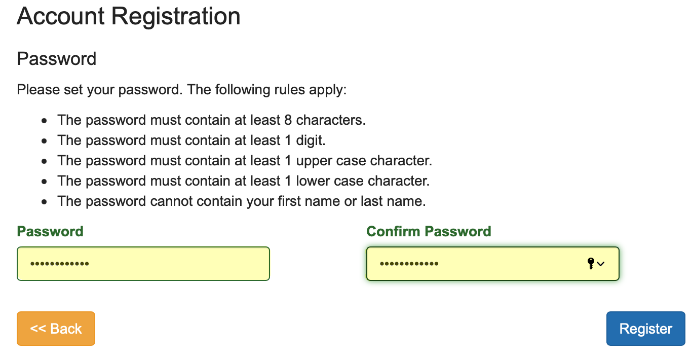 Account Registration
Password
Please set your password. The following rules apply:
• The password must contain at least 8 characters.
• The password must contain at least 1 digit.
• The password must contain at least 1 upper case character.
• The password must contain at least 1 lower case character.
• The password cannot contain your first name or last name.
Password Confirm Password
•••••••••••• ••••••••••••
<< Back Register